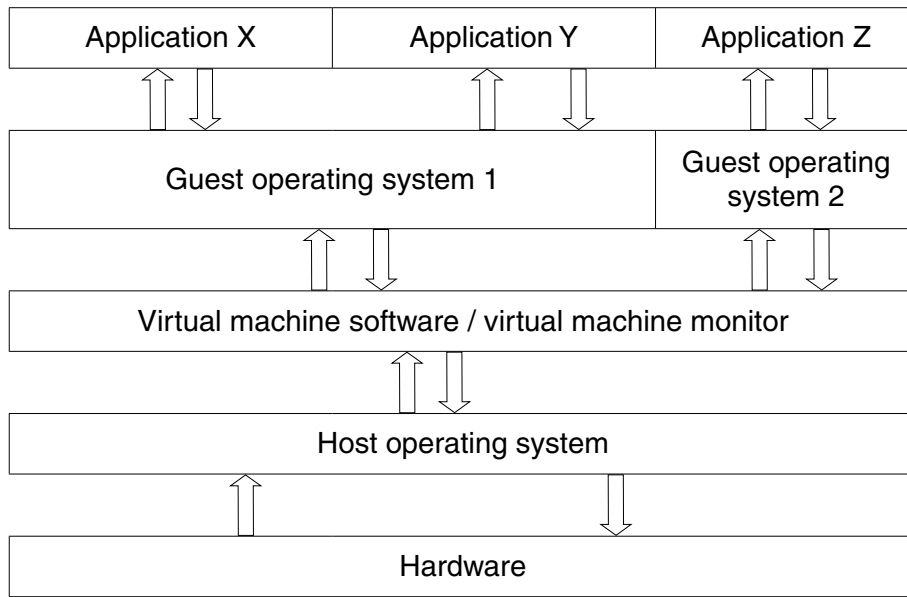 Application X
Application Y
Application Z
Guest operating system 1
Guest operating
system 2
Virtual machine software / virtual machine monitor
Host operating system
Hardware